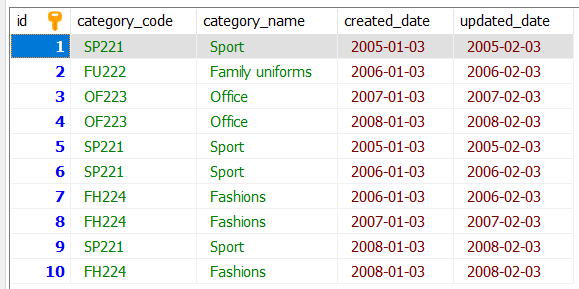 id category_code category_name created_date updated_date
1 SP221 Sport 2005-01-03 2005-02-03
2 FU222 Family uniforms 2006-01-03 2006-02-03
3 OF223 Office 2007-01-03 2007-02-03
4 OF223 Office 2008-01-03 2008-02-03
5 SP221 Sport 2005-01-03 2005-02-03
6 SP221 Sport 2006-01-03 2006-02-03
7 FH224 Fashions 2006-01-03 2006-02-03
8 FH224 Fashions 2007-01-03 2007-02-03
9 SP221 Sport 2008-01-03 2008-02-03
10 FH224 Fashions 2008-01-03 2008-02-03